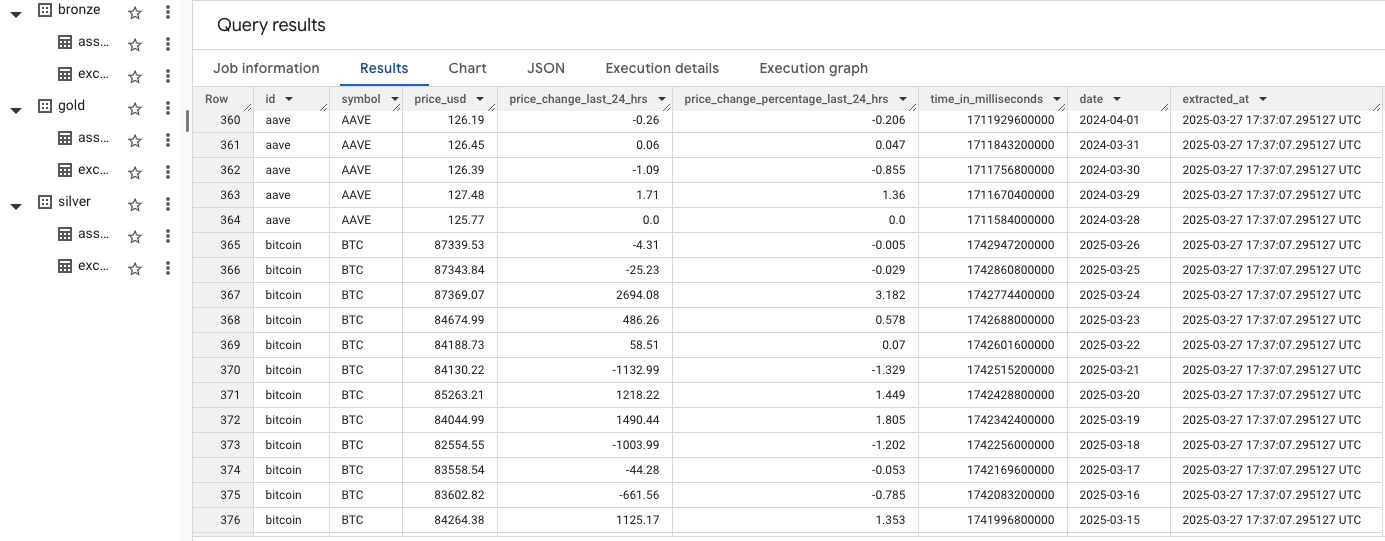 bronze
ass...
exc...
gold
ass...
exc...
silver
ass...
exc...
Query results
Job information Results Chart JSON Execution details Execution graph
Row id symbol price_usd price_change_last_24_hrs price_change_percentage_last_24_hrs time_in_milliseconds date extracted_at
360 aave AAVE 126.19 -0.26 -0.206 1711929600000 2024-04-01 2025-03-27 17:37:07.295127 UTC
361 aave AAVE 126.45 0.06 0.047 1711843200000 2024-03-31 2025-03-27 17:37:07.295127 UTC
362 aave AAVE 126.39 -1.09 -0.855 1711756800000 2024-03-30 2025-03-27 17:37:07.295127 UTC
363 aave AAVE 127.48 1.71 1.36 1711670400000 2024-03-29 2025-03-27 17:37:07.295127 UTC
364 aave AAVE 125.77 0.0 0.0 1711584000000 2024-03-28 2025-03-27 17:37:07.295127 UTC
365 bitcoin BTC 87339.53 -4.31 -0.005 1742947200000 2025-03-26 2025-03-27 17:37:07.295127 UTC
366 bitcoin BTC 87343.84 -25.23 -0.029 1742860800000 2025-03-25 2025-03-27 17:37:07.295127 UTC
367 bitcoin BTC 87369.07 2694.08 3.182 1742774400000 2025-03-24 2025-03-27 17:37:07.295127 UTC
368 bitcoin BTC 84674.99 486.26 0.578 1742688000000 2025-03-23 2025-03-27 17:37:07.295127 UTC
369 bitcoin BTC 84188.73 58.51 0.07 1742601600000 2025-03-22 2025-03-27 17:37:07.295127 UTC
370 bitcoin BTC 84130.22 -1132.99 -1.329 1742515200000 2025-03-21 2025-03-27 17:37:07.295127 UTC
371 bitcoin BTC 85263.21 1218.22 1.449 1742428800000 2025-03-20 2025-03-27 17:37:07.295127 UTC
372 bitcoin BTC 84044.99 1490.44 1.805 1742342400000 2025-03-19 2025-03-27 17:37:07.295127 UTC
373 bitcoin BTC 82554.55 -1003.99 -1.202 1742256000000 2025-03-18 2025-03-27 17:37:07.295127 UTC
374 bitcoin BTC 83558.54 -44.28 -0.053 1742169600000 2025-03-17 2025-03-27 17:37:07.295127 UTC
375 bitcoin BTC 83602.82 -661.56 -0.785 1742083200000 2025-03-16 2025-03-27 17:37:07.295127 UTC
376 bitcoin BTC 84264.38 1125.17 1.353 1741996800000 2025-03-15 2025-03-27 17:37:07.295127 UTC